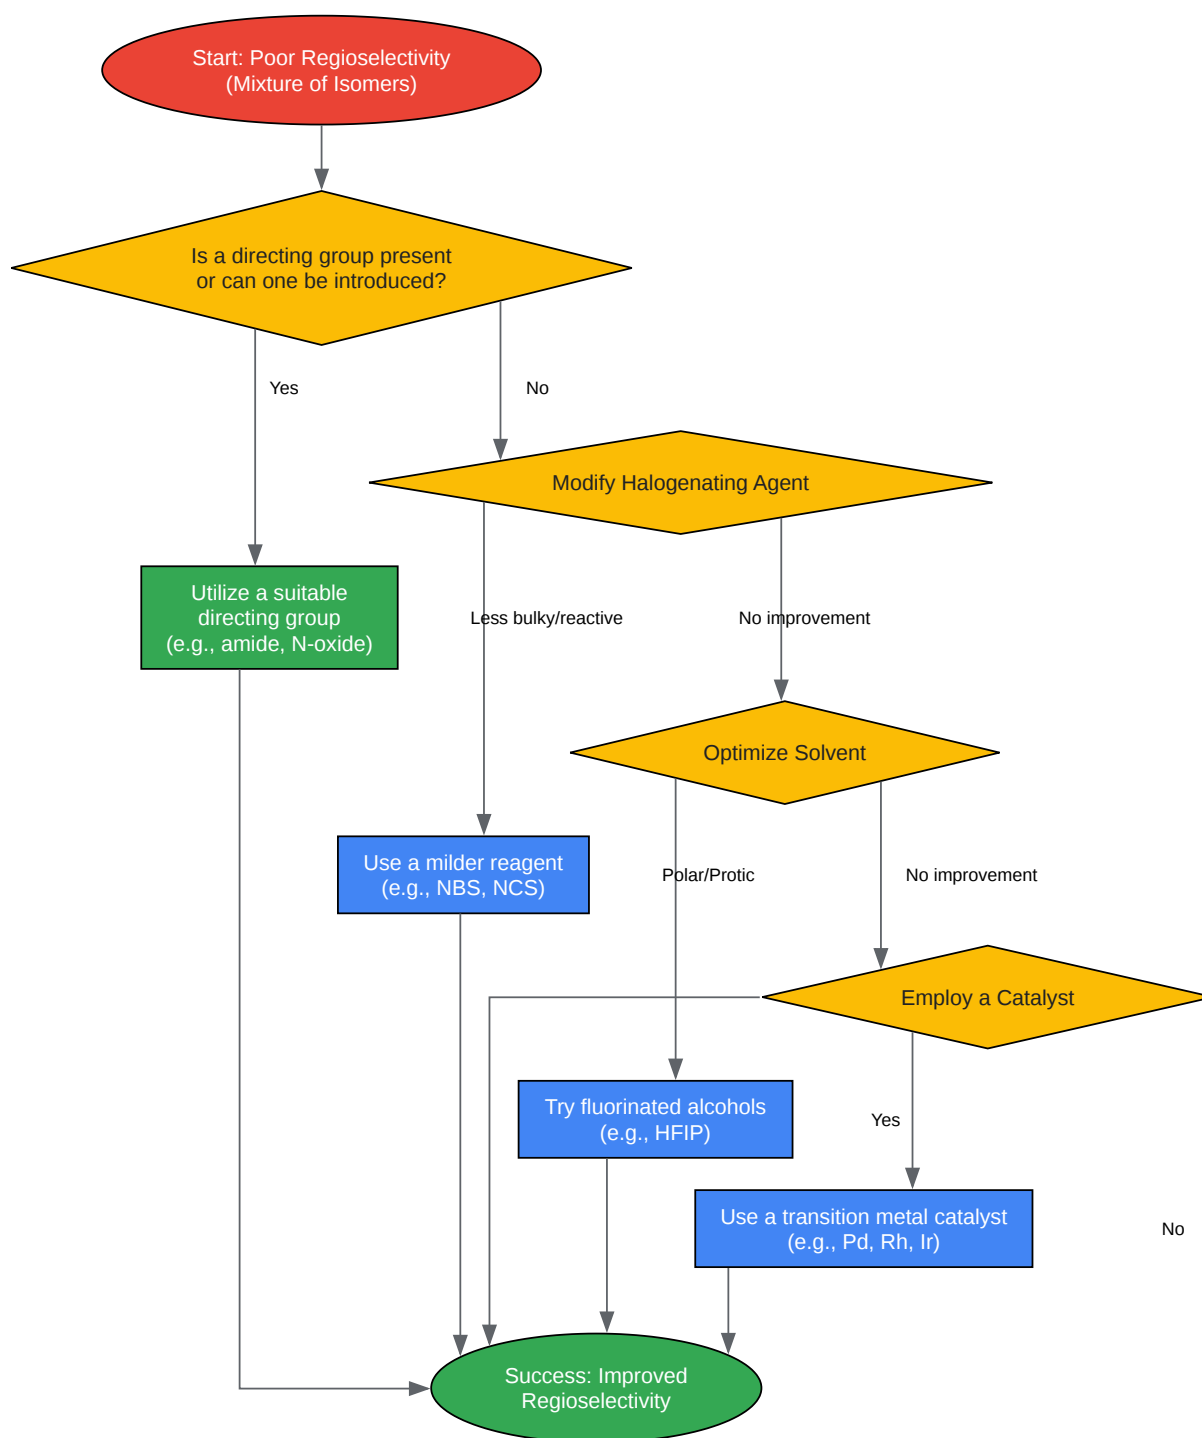 Start: Poor Regioselectivity
(Mixture of Isomers)
Is a directing group present
or can one be introduced?
Yes
No
Modify Halogenating Agent
Utilize a suitable
directing group
(e.g., amide, N-oxide)
Less bulky/reactive
No improvement
Optimize Solvent
Use a milder reagent
(e.g., NBS, NCS)
Polar/Protic
No improvement
Employ a Catalyst
Try fluorinated alcohols
(e.g., HFIP)
Yes
Use a transition metal catalyst
(e.g., Pd, Rh, Ir)
No
Success: Improved
Regioselectivity